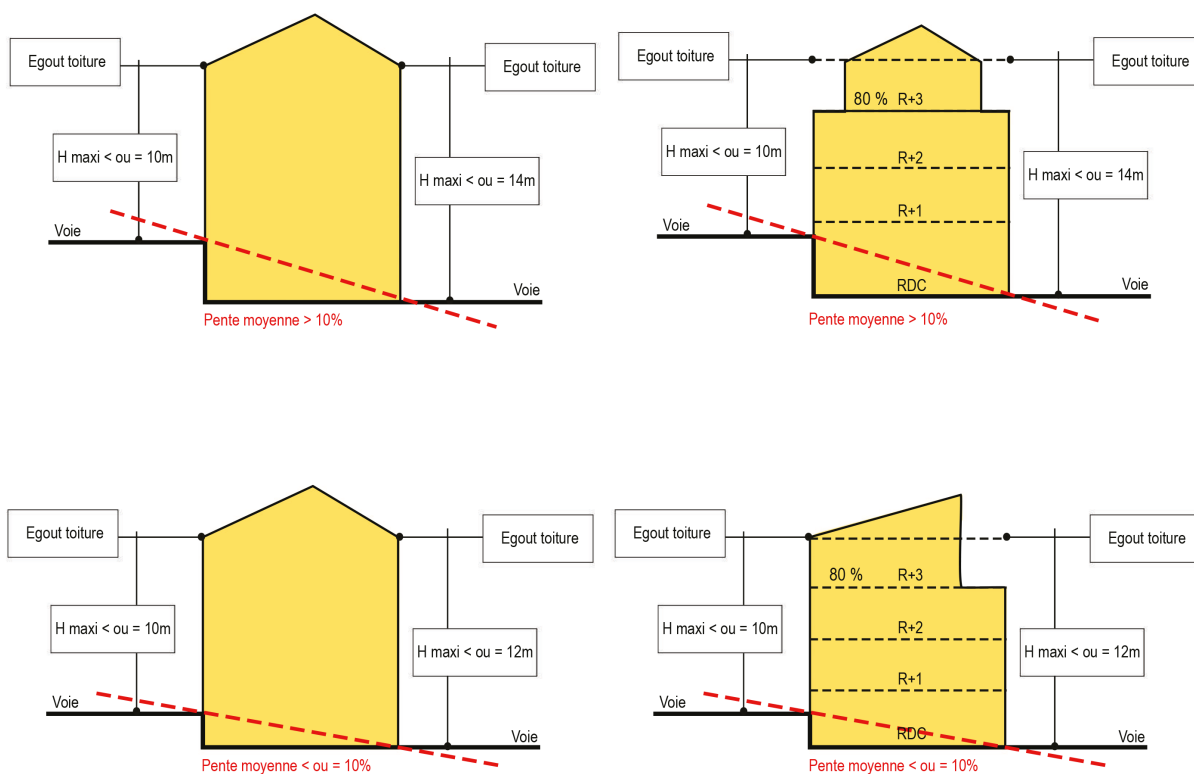 Egout toiture
Egout toiture
H maxi < ou = 10m
H maxi < ou = 14m
Voie
Voie
Pente moyenne > 10%
Egout toiture
Egout toiture
80 % R+3
H maxi < ou = 10m
R+2
H maxi < ou = 14m
R+1
Voie
RDC
Voie
Pente moyenne > 10%
Egout toiture
Egout toiture
H maxi < ou = 10m
H maxi < ou = 12m
Voie
Voie
Pente moyenne < ou = 10%
Egout toiture
Egout toiture
80 % R+3
H maxi < ou = 10m
R+2
H maxi < ou = 12m
R+1
Voie
RDC
Voie
Pente moyenne < ou = 10%